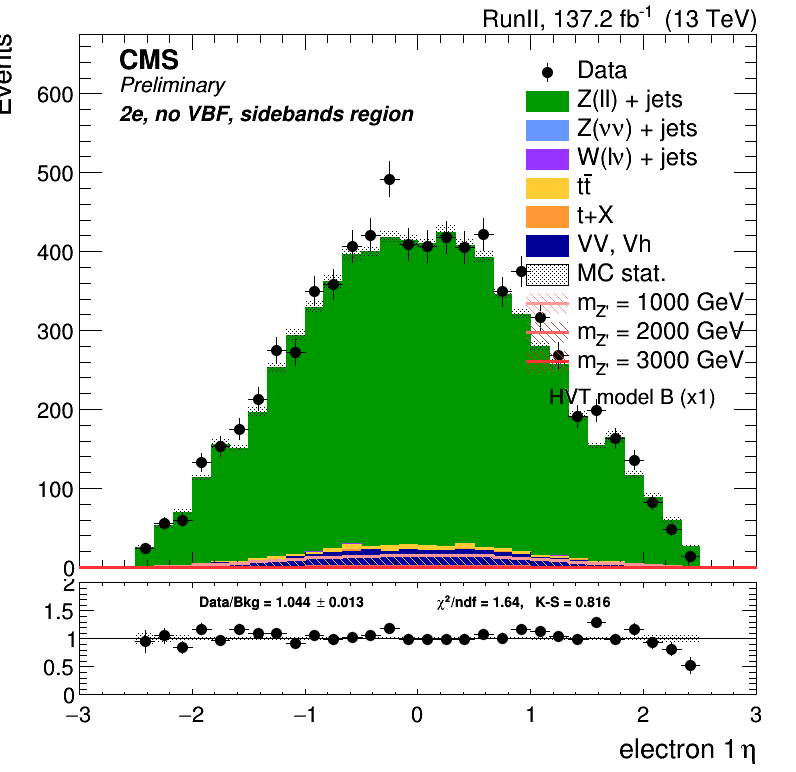 RunII, 137.2 fb⁻¹ (13 TeV)
Events
CMS
Preliminary
2e, no VBF, sidebands region
Data
Z(ll) + jets
Z(νν) + jets
W(lν) + jets
tt̄
t+X
VV, Vh
MC stat.
m_Z' = 1000 GeV
m_Z' = 2000 GeV
m_Z' = 3000 GeV
HVT model B (x1)
600
500
400
300
200
100
0
Data/Bkg = 1.044 ± 0.013
χ²/ndf = 1.64, K-S = 0.816
2
1.5
1
0.5
0
−3 −2 −1 0 1 2 3
electron 1 η